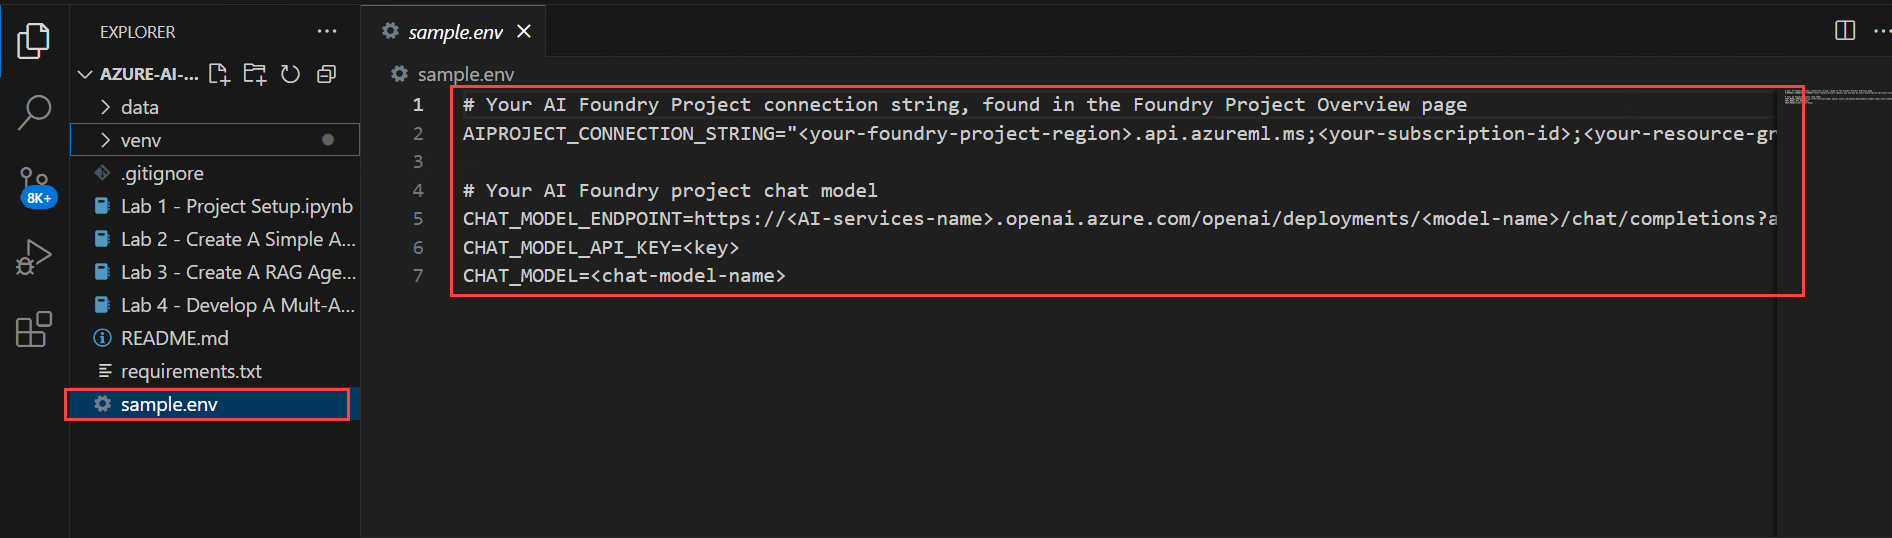 EXPLORER
AZURE-AI-...
data
venv
.gitignore
Lab 1 - Project Setup.ipynb
Lab 2 - Create A Simple A...
Lab 3 - Create A RAG Age...
Lab 4 - Develop A Mult-A...
README.md
requirements.txt
sample.env
8K+
sample.env
sample.env
1 # Your AI Foundry Project connection string, found in the Foundry Project Overview page
2 AIPROJECT_CONNECTION_STRING="<your-foundry-project-region>.api.azureml.ms;<your-subscription-id>;<your-resource-gr
3
4 # Your AI Foundry project chat model
5 CHAT_MODEL_ENDPOINT=https://<AI-services-name>.openai.azure.com/openai/deployments/<model-name>/chat/completions?a
6 CHAT_MODEL_API_KEY=<key>
7 CHAT_MODEL=<chat-model-name>